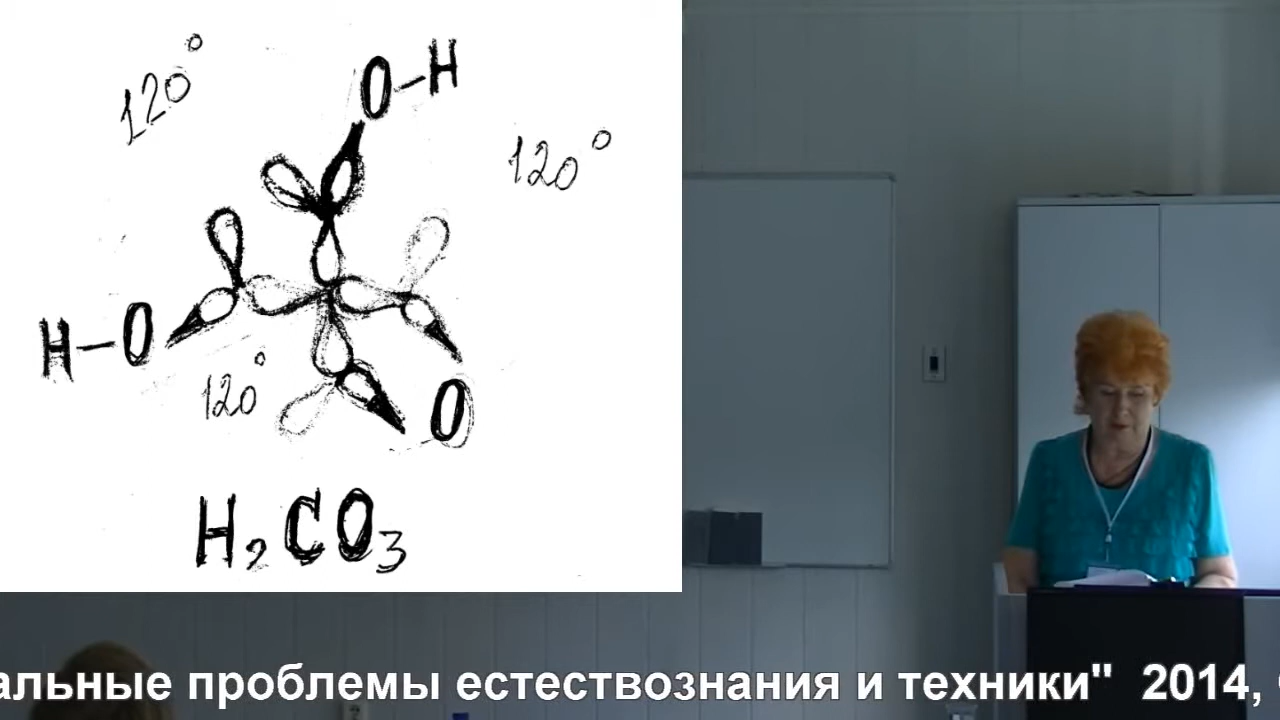 120°
O-H
120°
H-O
120°
O
H₂CO₃
альные проблемы естествознания и техники" 2014,